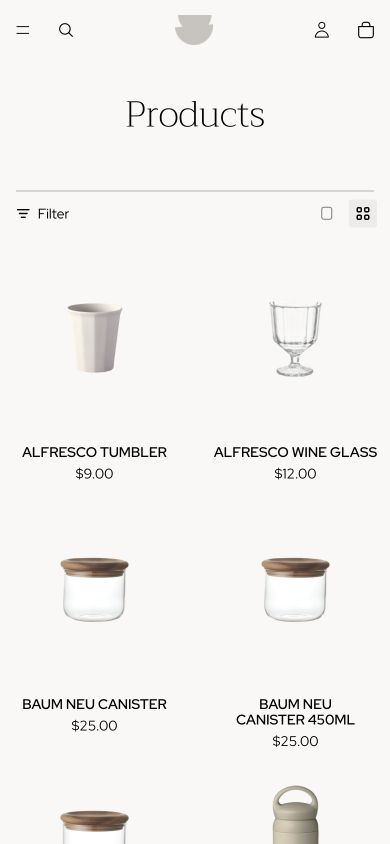 Products
Filter
ALFRESCO TUMBLER
$9.00
ALFRESCO WINE GLASS
$12.00
BAUM NEU CANISTER
$25.00
BAUM NEU
CANISTER 450ML
$25.00